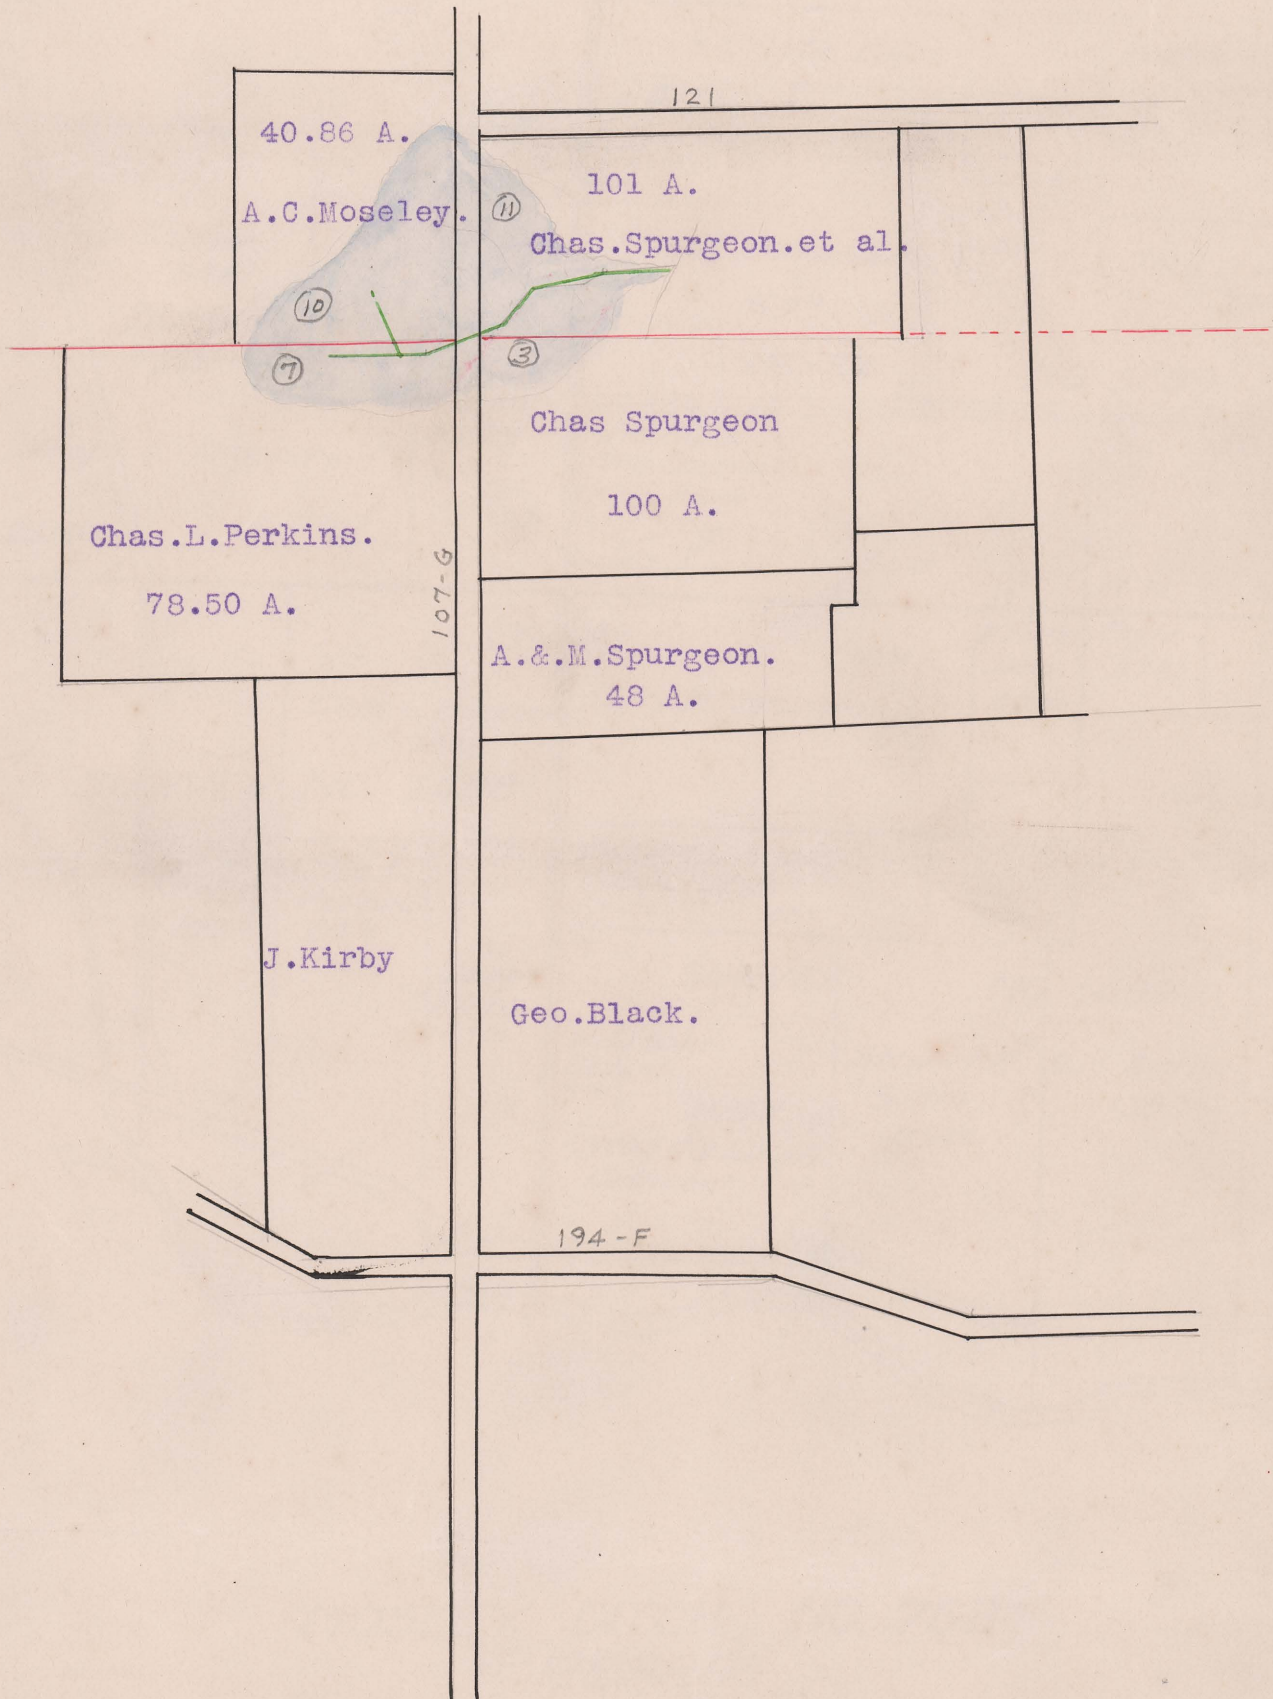 121
40.86 A.
A.C.Moseley.
101 A.
Chas.Spurgeon.et al.
11
10
7
3
Chas Spurgeon
100 A.
Chas.L.Perkins.
78.50 A.
107-G
A.&.M.Spurgeon.
48 A.
J.Kirby
Geo.Black.
194-F